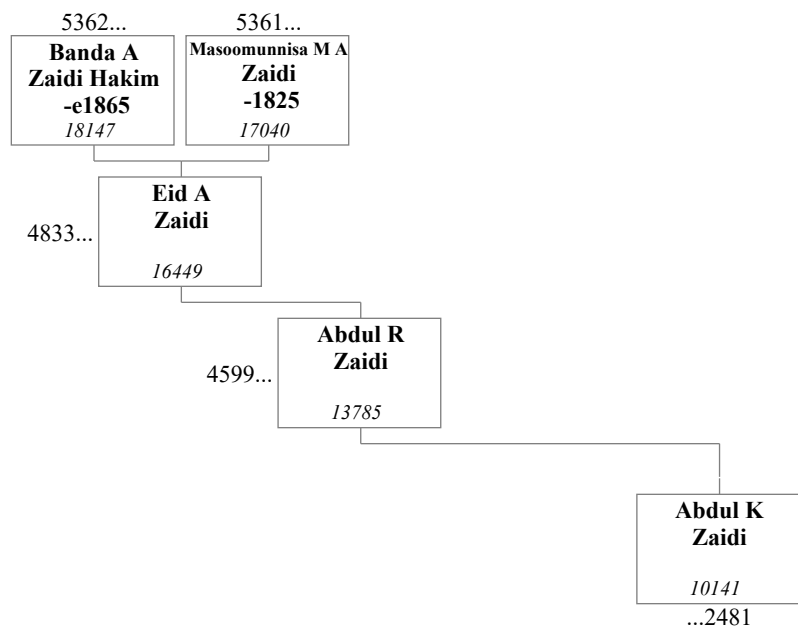 5362... 5361...
Banda A
Zaidi Hakim
-e1865
18147
Masoomunnisa M A
Zaidi
-1825
17040
Eid A
Zaidi
16449
4833...
Abdul R
Zaidi
13785
4599...
Abdul K
Zaidi
10141
...2481